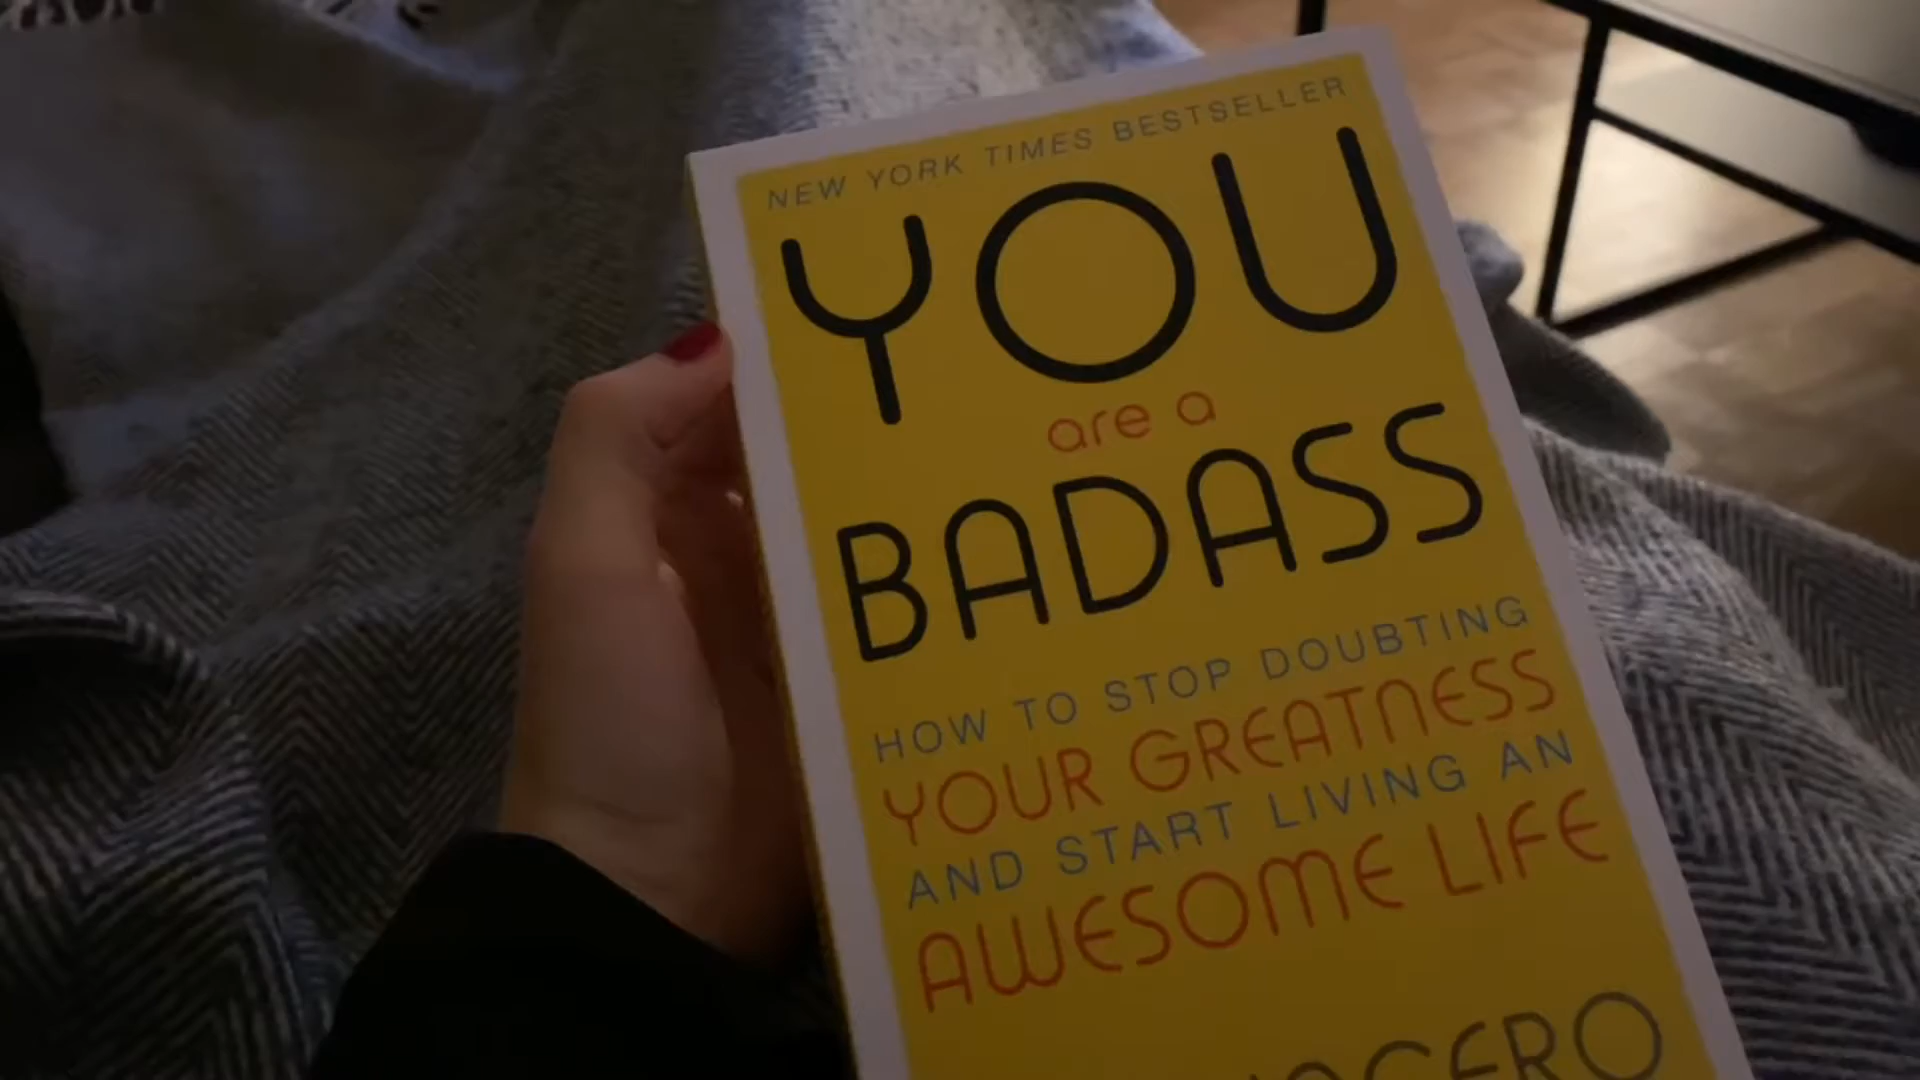 NEW YORK TIMES BESTSELLER
YOU
are a
BADASS
HOW TO STOP DOUBTING
YOUR GREATNESS
AND START LIVING AN
AWESOME LIFE